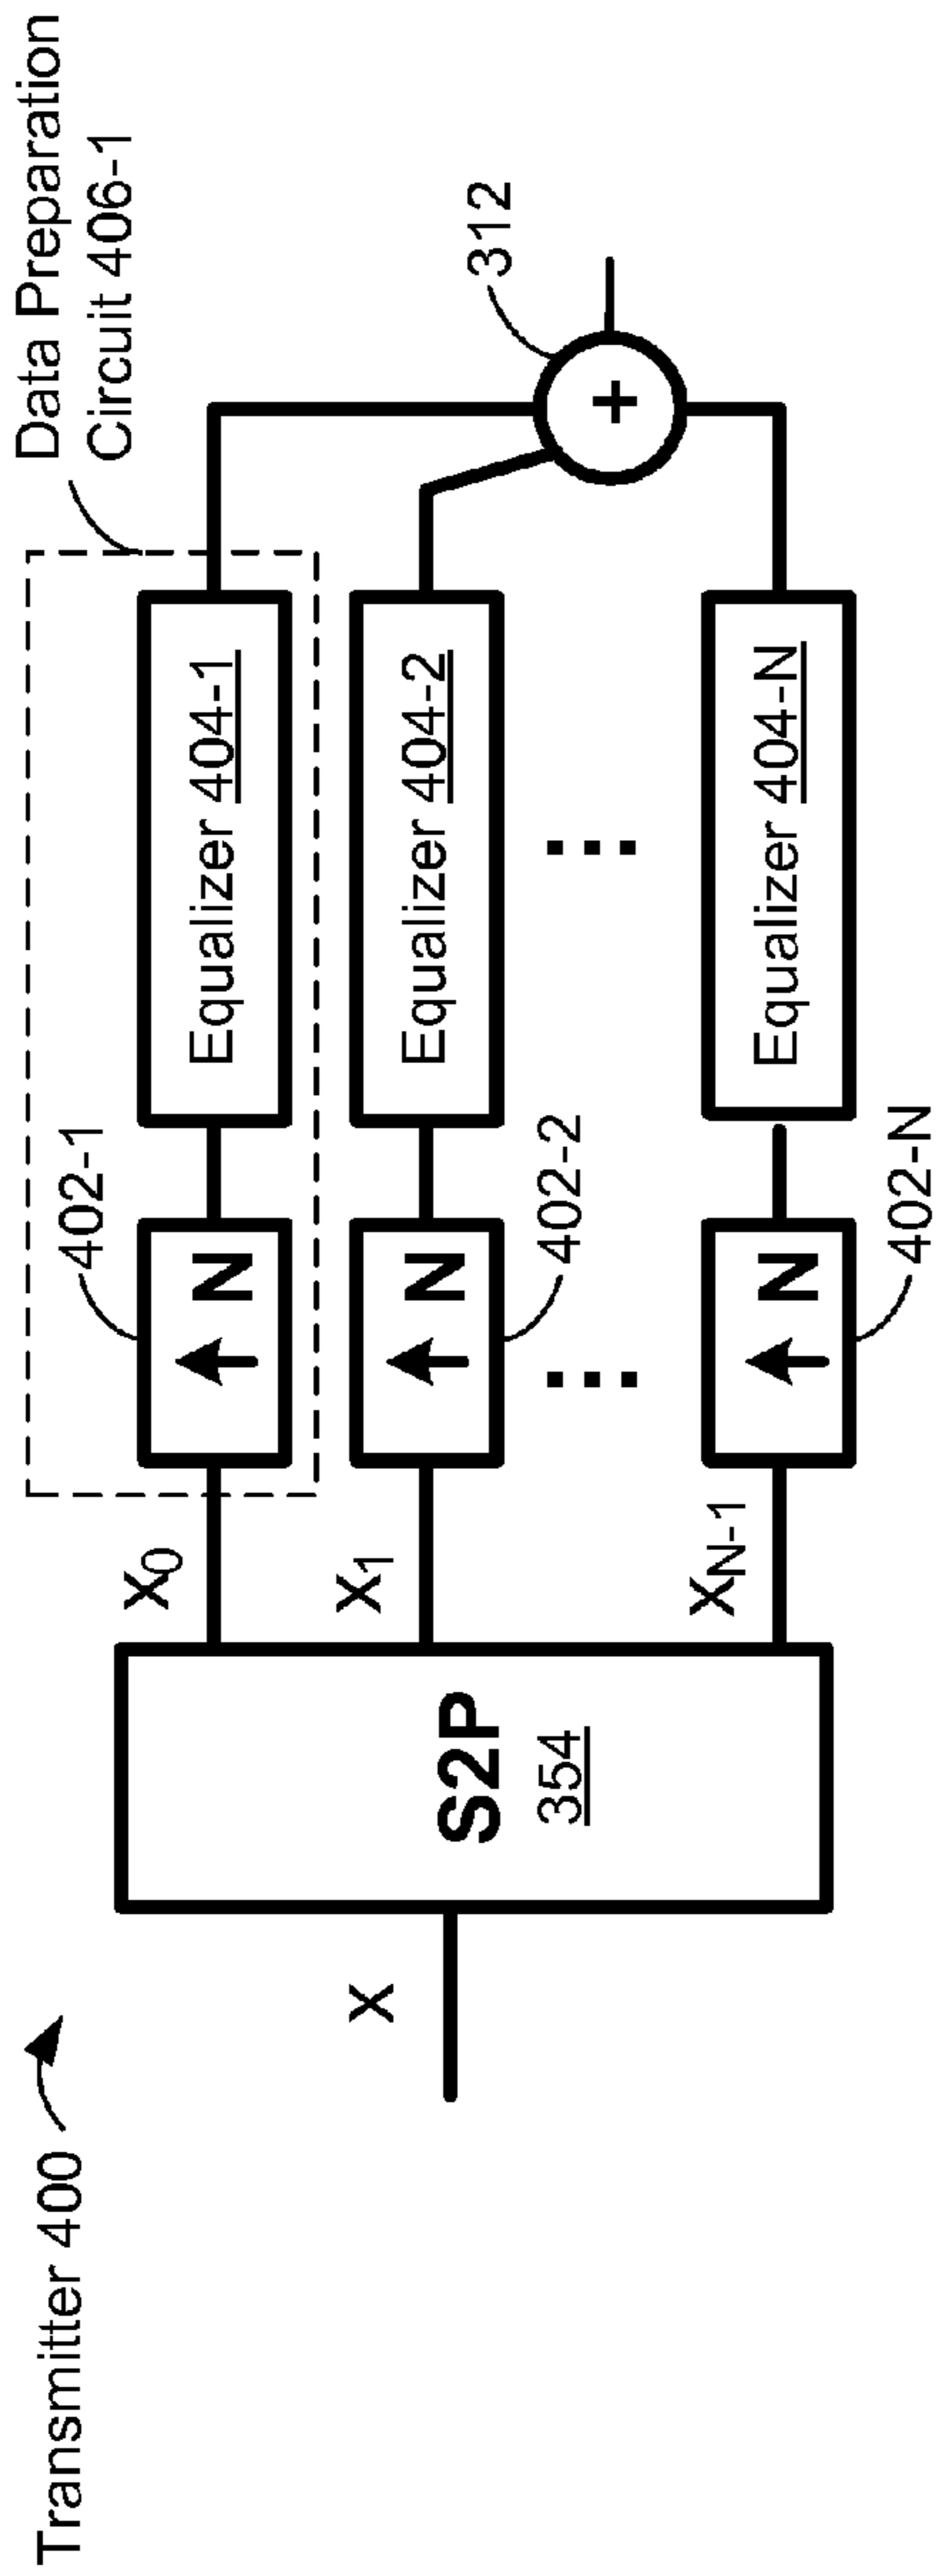 Transmitter 400
Data Preparation
Circuit 406-1
X
S2P
354
X0
402-1
↑ N
Equalizer 404-1
312
+
X1
↑ N
402-2
Equalizer 404-2
XN-1
↑ N
402-N
Equalizer 404-N